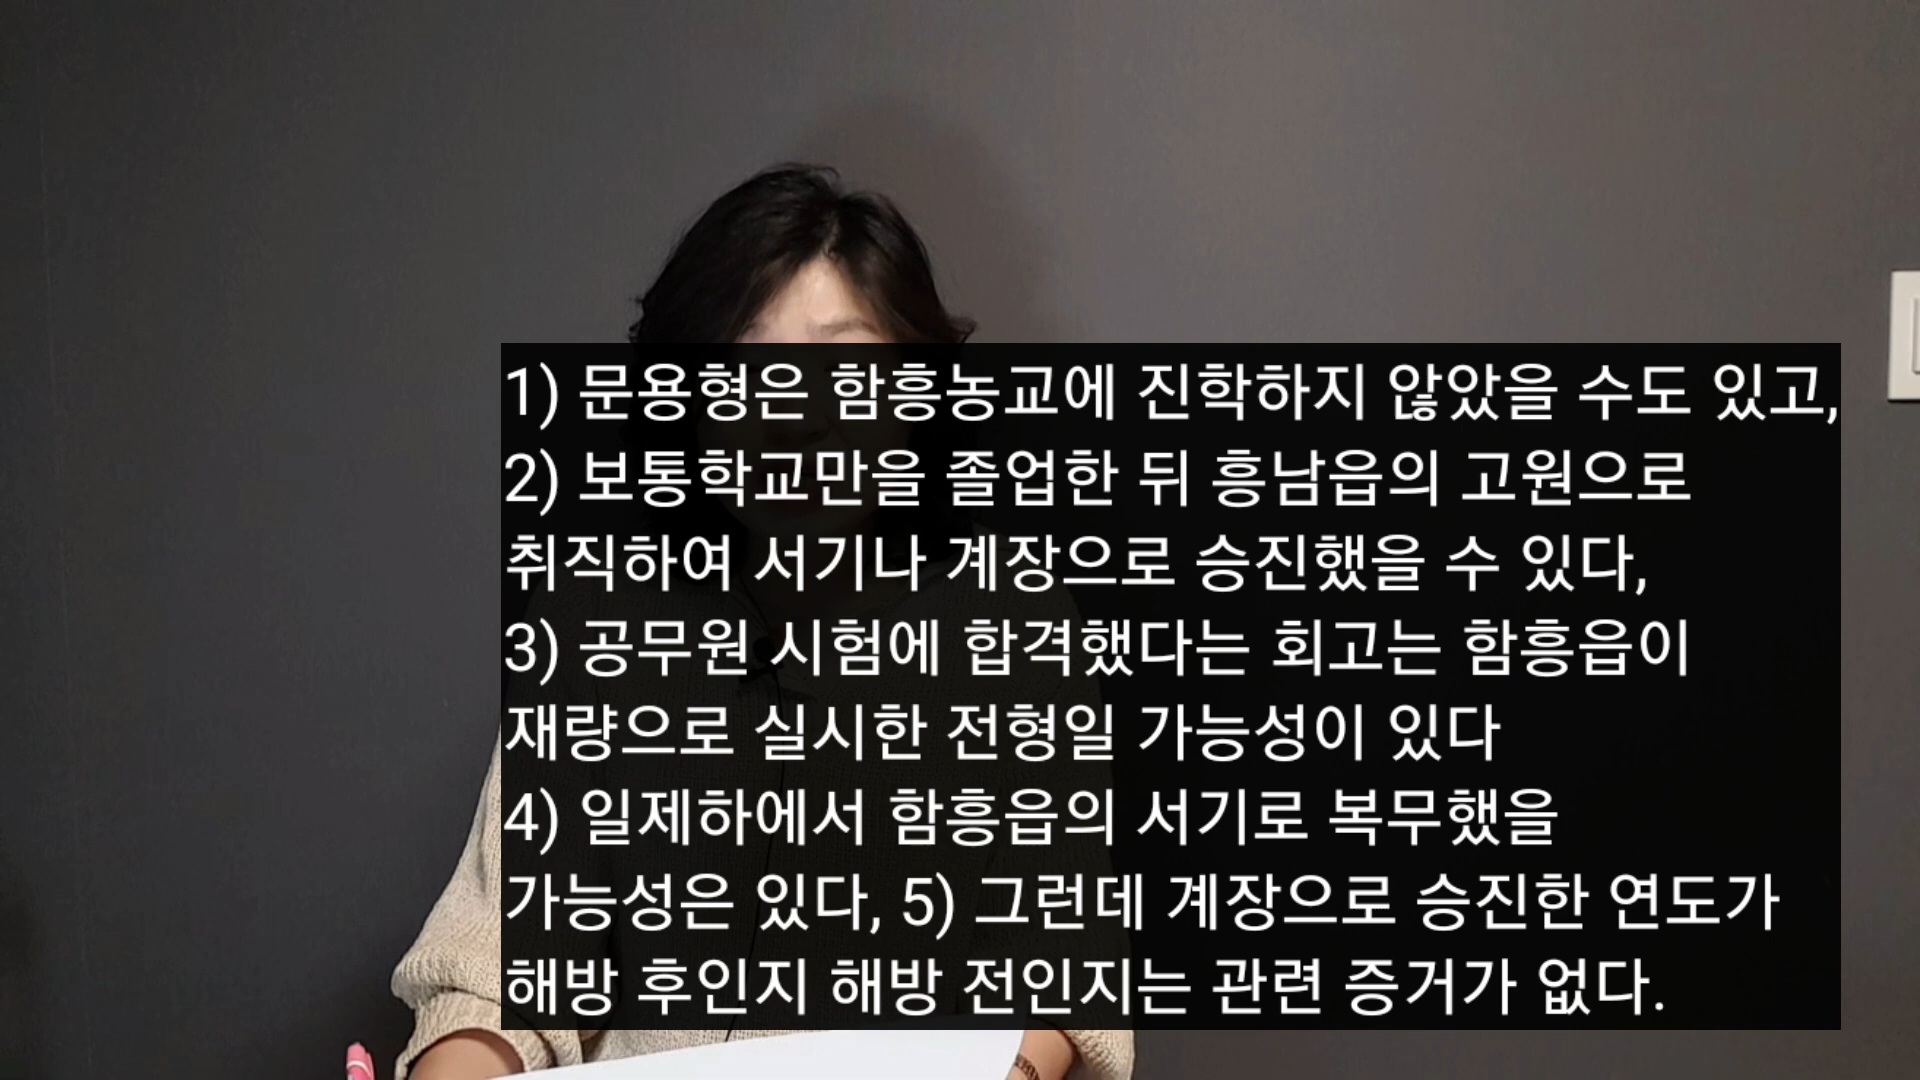 1) 문용형은 함흥농교에 진학하지 않았을 수도 있고,
2) 보통학교만을 졸업한 뒤 흥남읍의 고원으로
취직하여 서기나 계장으로 승진했을 수 있다,
3) 공무원 시험에 합격했다는 회고는 함흥읍이
재량으로 실시한 전형일 가능성이 있다
4) 일제하에서 함흥읍의 서기로 복무했을
가능성은 있다, 5) 그런데 계장으로 승진한 연도가
해방 후인지 해방 전인지는 관련 증거가 없다.